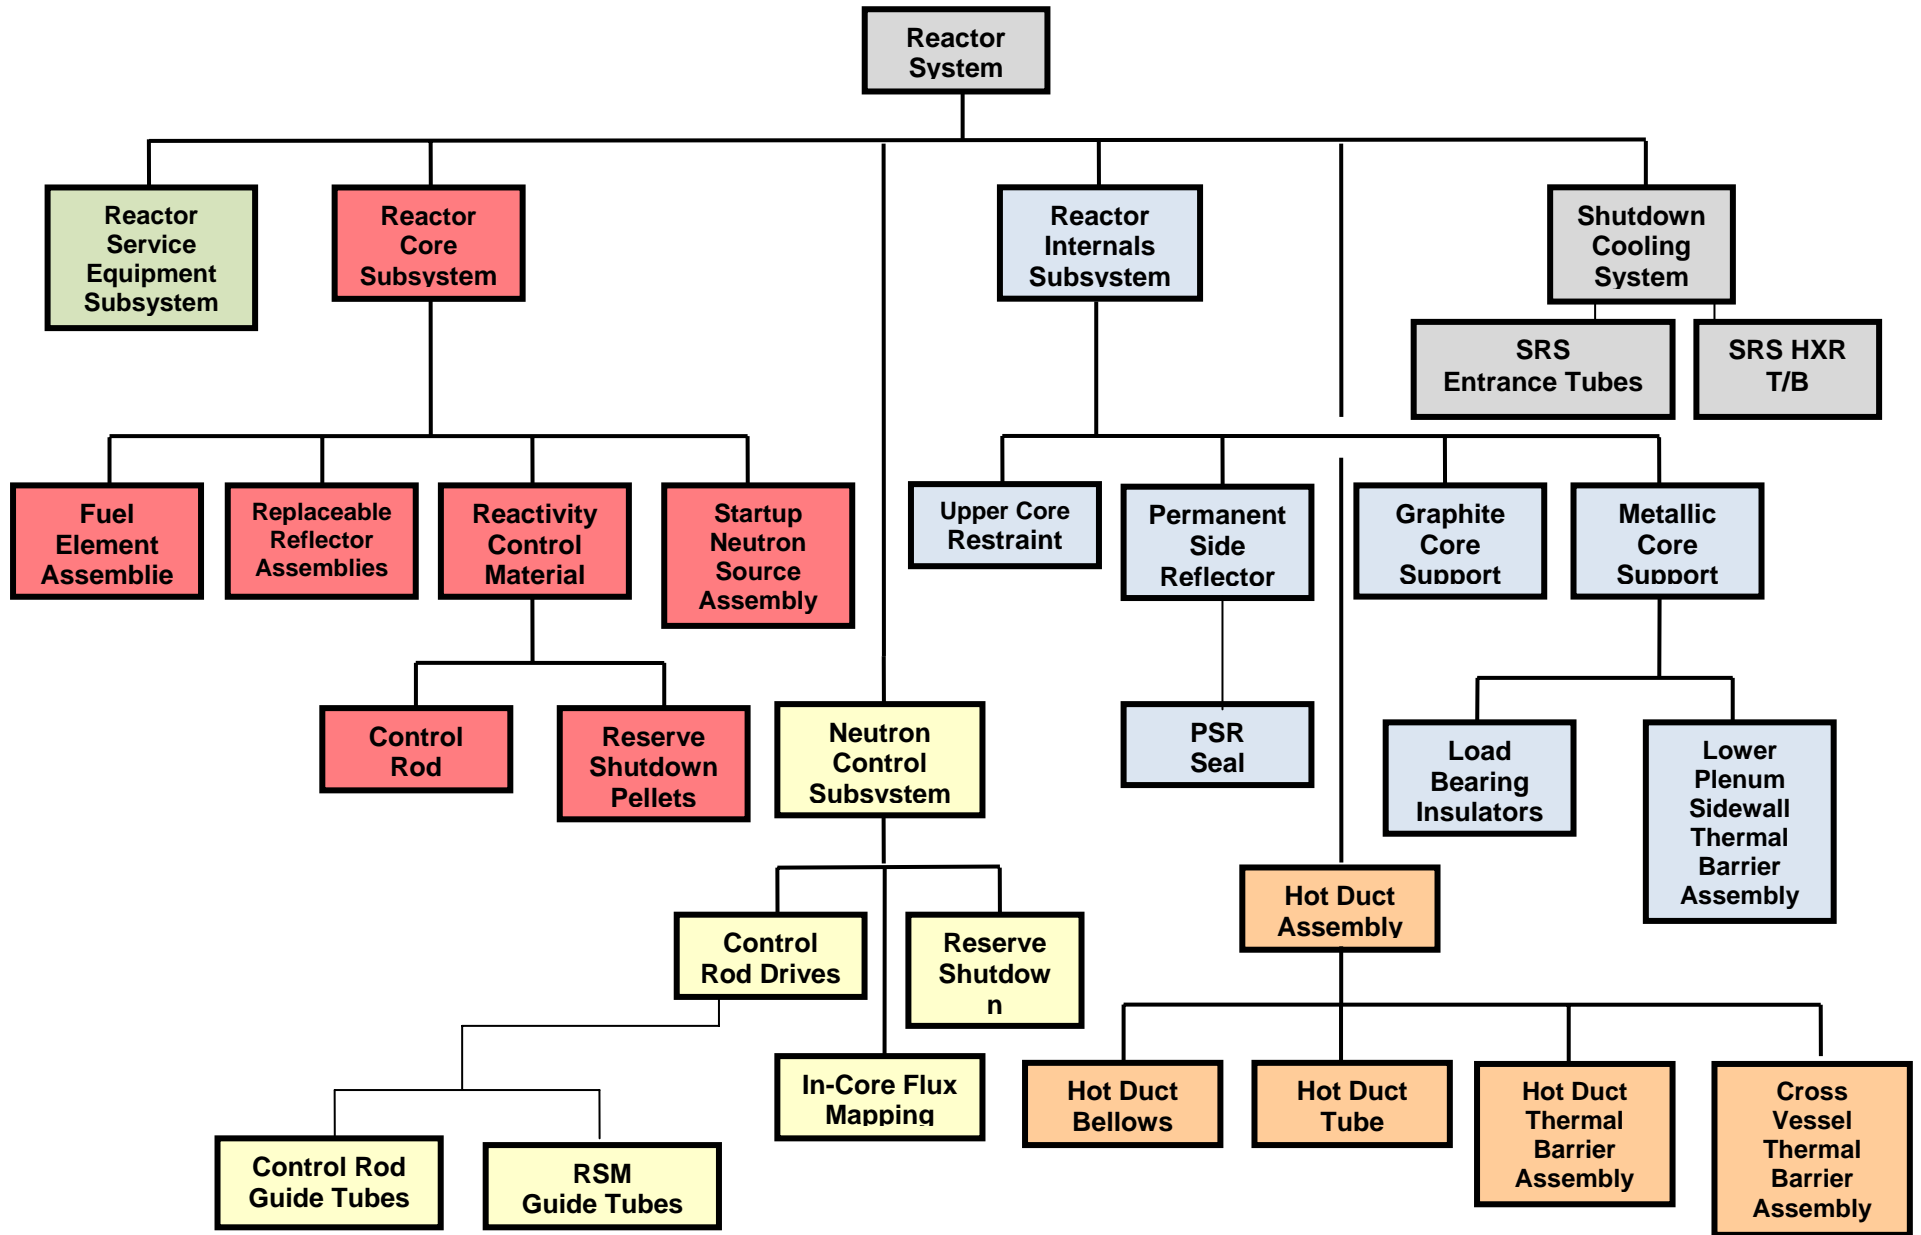 Reactor
System
Reactor
Service
Equipment
Subsystem
Reactor
Core
Subsystem
Reactor
Internals
Subsystem
Shutdown
Cooling
System
SRS
Entrance Tubes
SRS HXR
T/B
Fuel
Element
Assemblie
Replaceable
Reflector
Assemblies
Reactivity
Control
Material
Startup
Neutron
Source
Assembly
Upper Core
Restraint
Permanent
Side
Reflector
Graphite
Core
Support
Metallic
Core
Support
Control
Rod
Reserve
Shutdown
Pellets
Neutron
Control
Subsystem
PSR
Seal
Load
Bearing
Insulators
Lower
Plenum
Sidewall
Thermal
Barrier
Assembly
Hot Duct
Assembly
Control
Rod Drives
Reserve
Shutdow
n
In-Core Flux
Mapping
Hot Duct
Bellows
Hot Duct
Tube
Hot Duct
Thermal
Barrier
Assembly
Cross
Vessel
Thermal
Barrier
Assembly
Control Rod
Guide Tubes
RSM
Guide Tubes